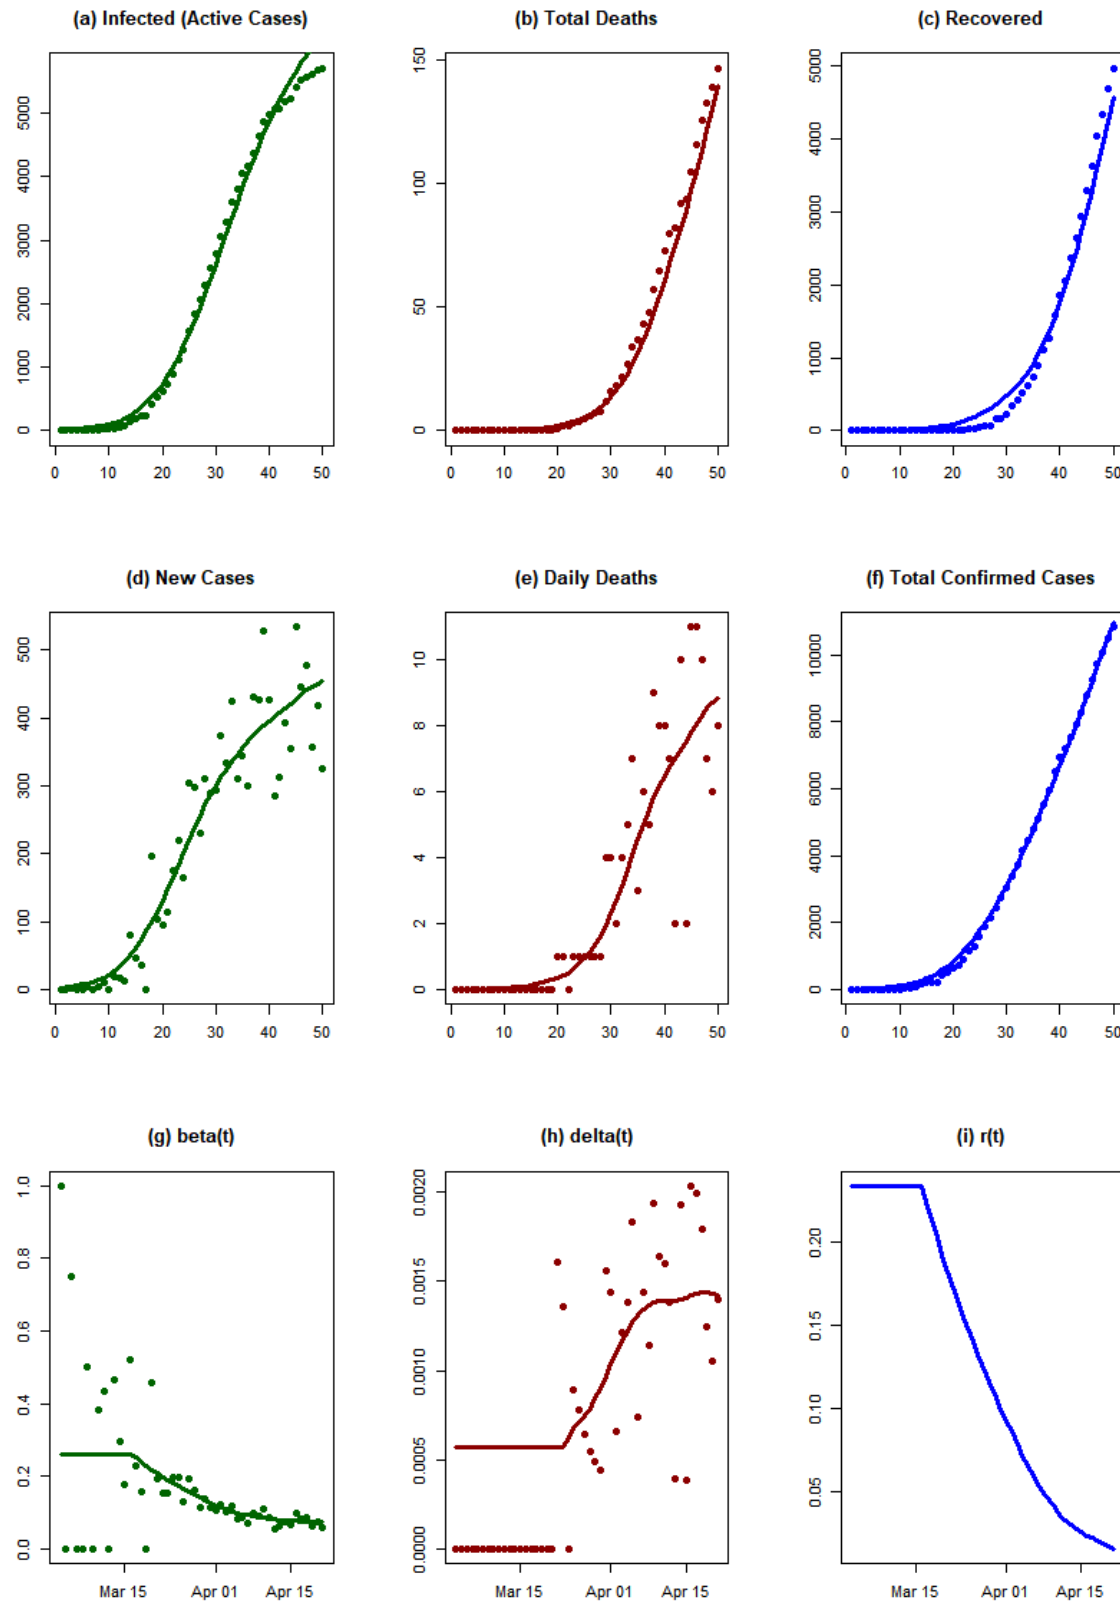 (a) Infected (Active Cases)
(b) Total Deaths
(c) Recovered
0 1000 2000 3000 4000 5000
0 10 20 30 40 50
0 50 100 150
0 10 20 30 40 50
0 1000 2000 3000 4000 5000
0 10 20 30 40 50
(d) New Cases
(e) Daily Deaths
(f) Total Confirmed Cases
0 100 200 300 400 500
0 10 20 30 40 50
0 2 4 6 8 10
0 10 20 30 40 50
0 2000 4000 6000 8000 10000
0 10 20 30 40 50
(g) beta(t)
(h) delta(t)
(i) r(t)
0.0 0.2 0.4 0.6 0.8 1.0
Mar 15 Apr 01 Apr 15
0.0000 0.0005 0.0010 0.0015 0.0020
Mar 15 Apr 01 Apr 15
0.05 0.10 0.15 0.20
Mar 15 Apr 01 Apr 15